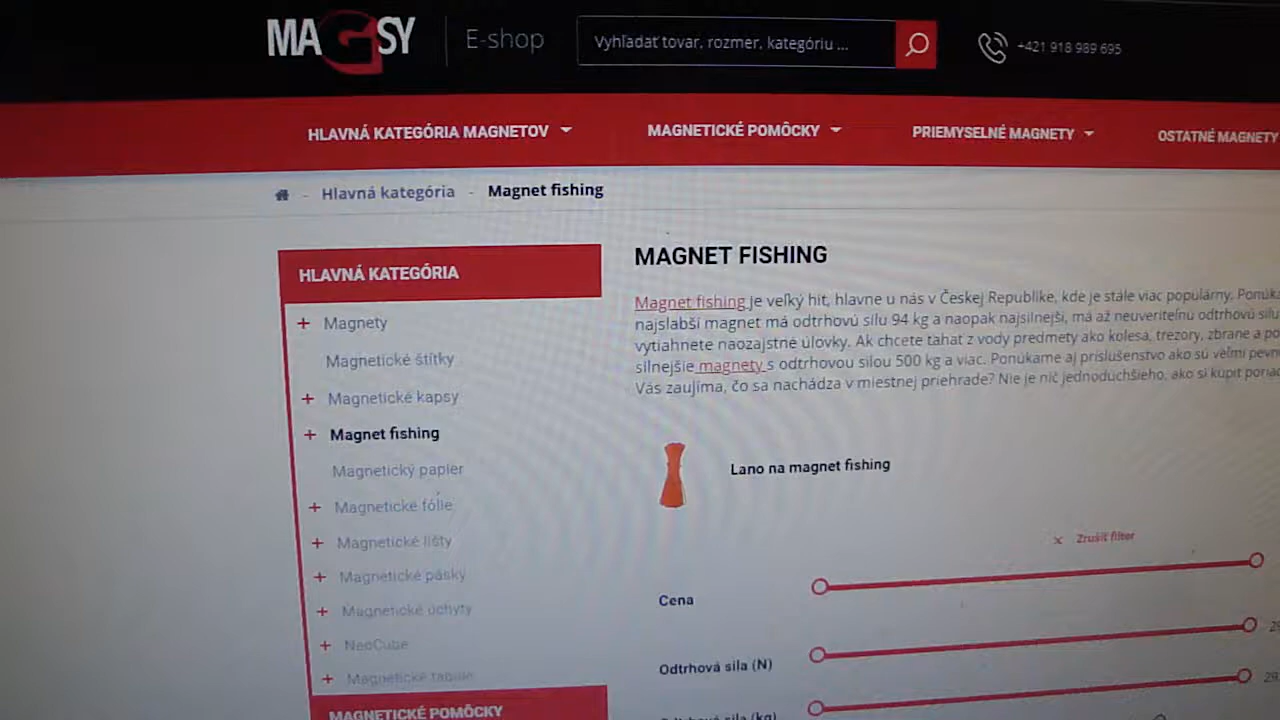 MAGSY E-shop Vyhľadať tovar, rozmer, kategóriu ... +421 918 989 695
HLAVNÁ KATEGÓRIA MAGNETOV MAGNETICKÉ POMÔCKY PRIEMYSELNÉ MAGNETY OSTATNÉ MAGNETY
- Hlavná kategória - Magnet fishing
HLAVNÁ KATEGÓRIA
+ Magnety
Magnetické štítky
+ Magnetické kapsy
+ Magnet fishing
Magnetický papier
+ Magnetické fólie
+ Magnetické lišty
+ Magnetické pásky
+ Magnetické úchyty
+ NeoCube
+ Magnetické tabule
MAGNETICKÉ POMÔCKY
MAGNET FISHING
Magnet fishing je veľký hit, hlavne u nás v Českej Republike, kde je stále viac populárny.
najslabší magnet má odtrhovú silu 94 kg a naopak najsilnejší, má až neuveriteľnú odtrhovú silu
vytiahnete naozajstné úlovky. Ak chcete ťahať z vody predmety ako kolesá, trezory, zbrane a
silnejšie magnety s odtrhovou silou 500 kg a viac. Ponúkame aj príslušenstvo ako sú veľmi
Vás zaujíma, čo sa nachádza v miestnej priehrade? Nie je nič jednoduchšieho, ako si kúpiť
Lano na magnet fishing
x Zrušiť filter
Cena
Odtrhová sila (N)